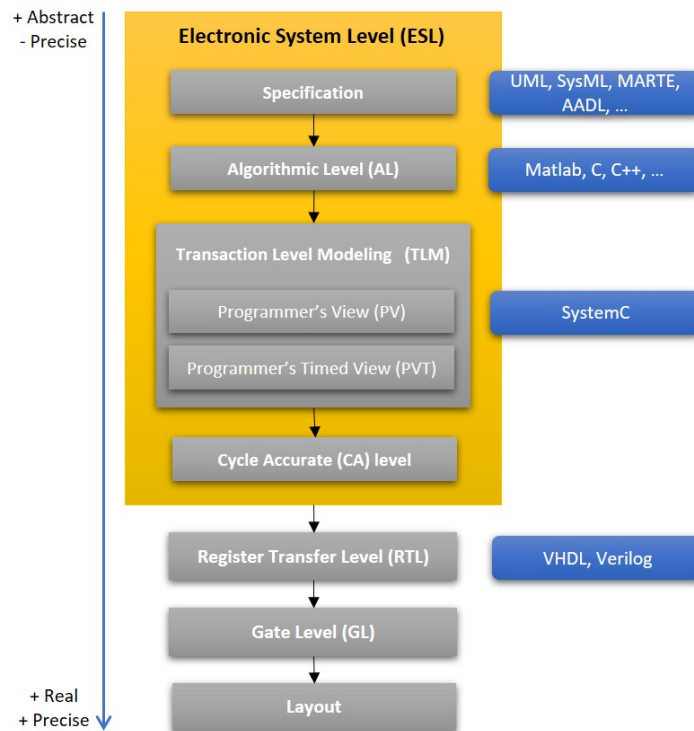 + Abstract
- Precise
Electronic System Level (ESL)
Specification
UML, SysML, MARTE,
AADL, ...
Algorithmic Level (AL)
Matlab, C, C++, ...
Transaction Level Modeling (TLM)
Programmer's View (PV)
SystemC
Programmer's Timed View (PVT)
Cycle Accurate (CA) level
Register Transfer Level (RTL)
VHDL, Verilog
Gate Level (GL)
+ Real
+ Precise
Layout